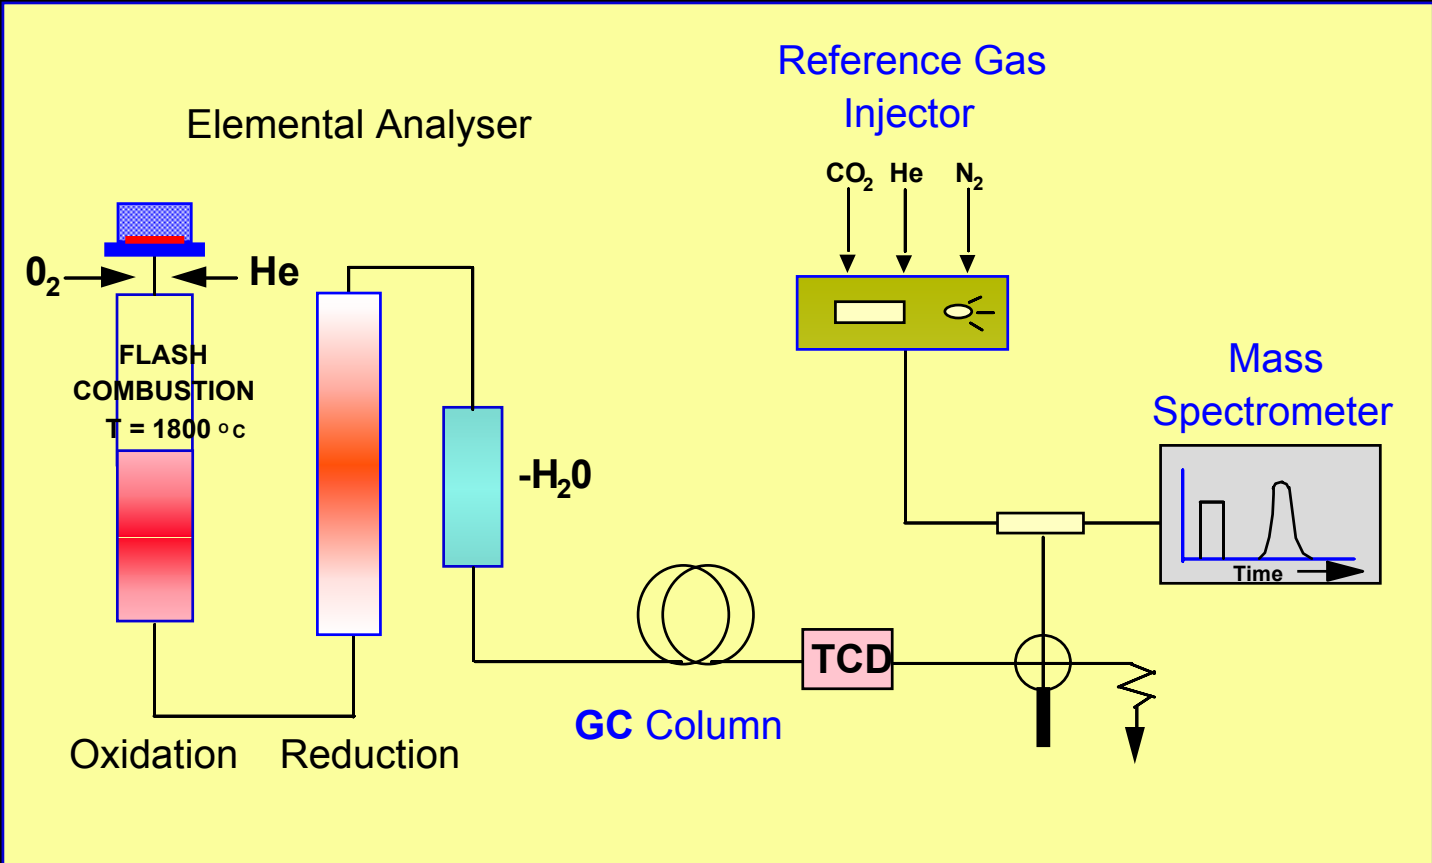 Reference Gas
Injector
Elemental Analyser
CO2 He N2
02 He
FLASH
COMBUSTION
T = 1800 °c
Mass
Spectrometer
-H20
Time
TCD
GC Column
Oxidation Reduction